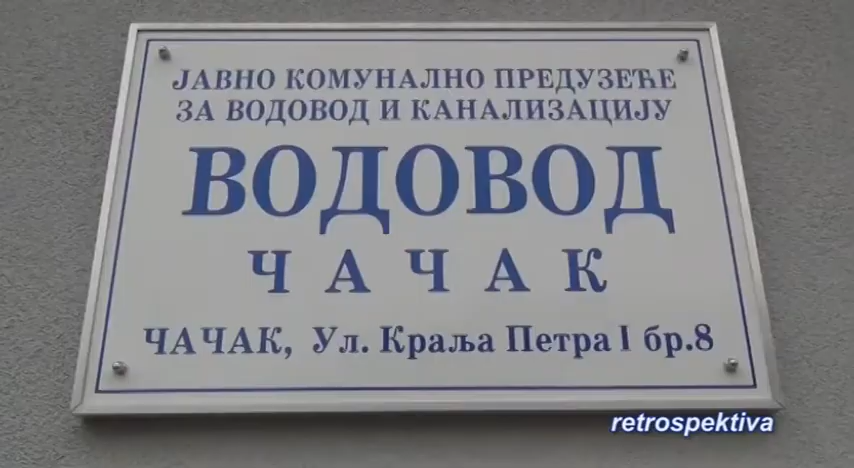 ЈАВНО КОМУНАЛНО ПРЕДУЗЕЋЕ
ЗА ВОДОВОД И КАНАЛИЗАЦИЈУ
ВОДОВОД
ЧАЧАК
ЧАЧАК, Ул. Краља Петра I бр.8
retrospektiva